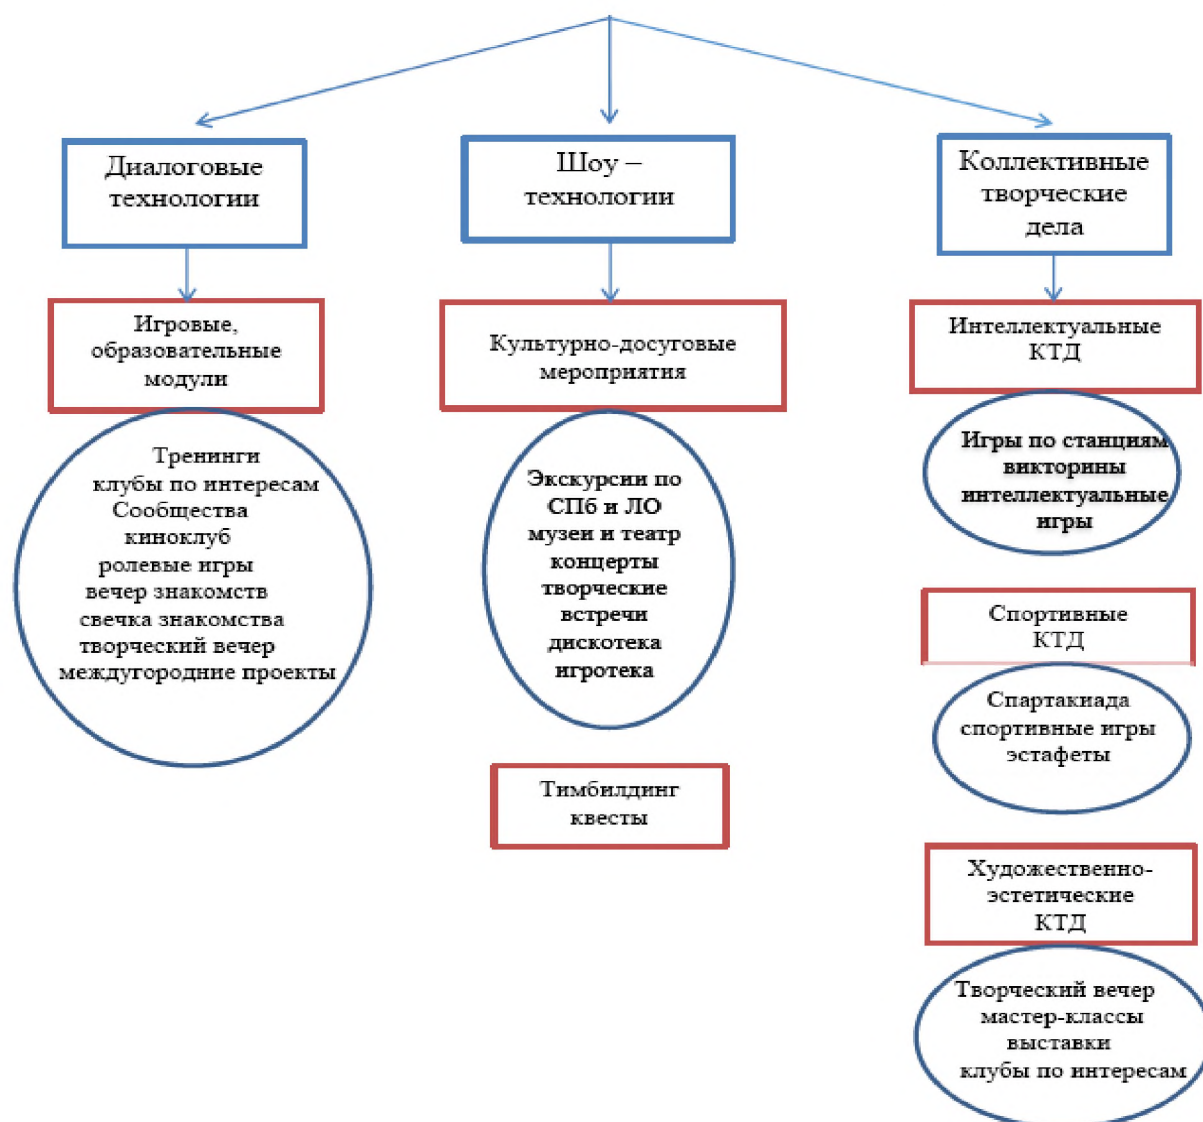 Диалоговые
технологии
Игровые,
образовательные
модули
Тренинги
клубы по интересам
Сообщества
киноклуб
ролевые игры
вечер знакомств
свечка знакомства
творческий вечер
междугородние проекты
Шоу –
технологии
Культурно-досуговые
мероприятия
Экскурсии по
СПб и ЛО
музеи и театр
концерты
творческие
встречи
дискотека
игротека
Тимбилдинг
квесты
Коллективные
творческие
дела
Интеллектуальные
КТД
Игры по станциям
викторины
интеллектуальные
игры
Спортивные
КТД
Спартакиада
спортивные игры
эстафеты
Художественно-
эстетические
КТД
Творческий вечер
мастер-классы
выставки
клубы по интересам